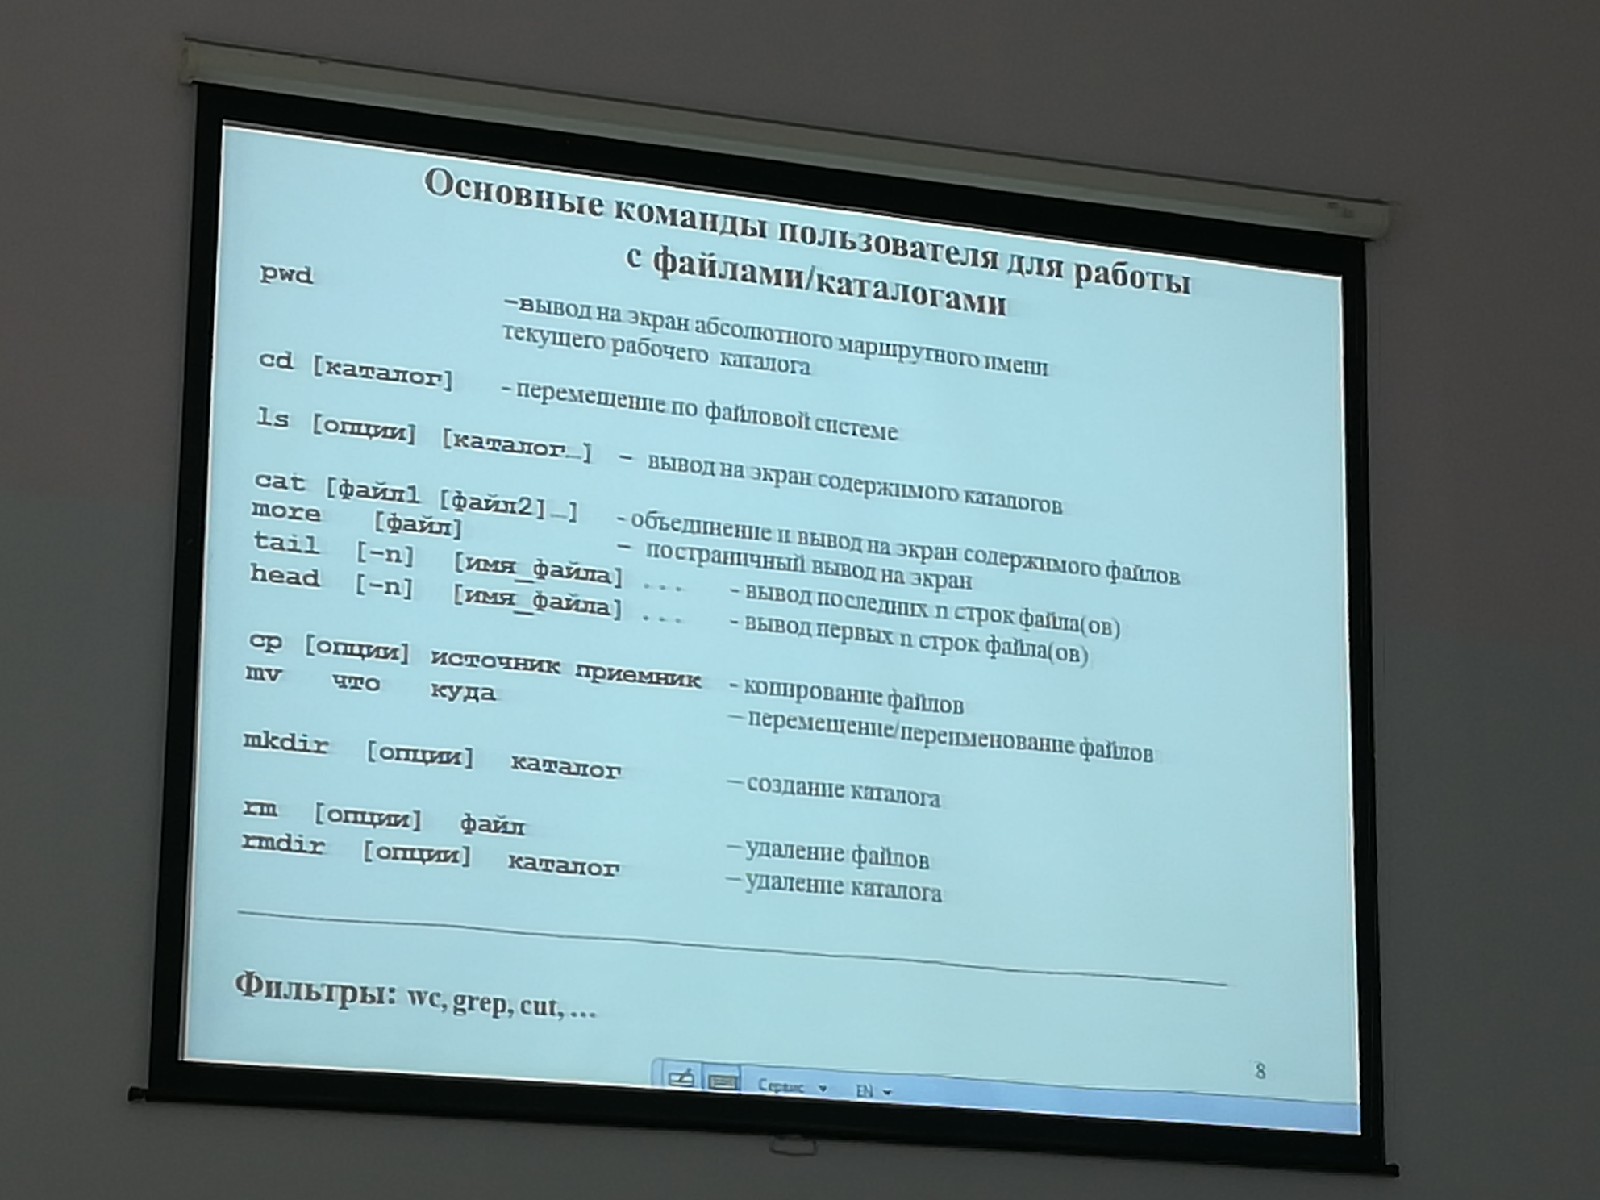 Основные команды пользователя для работы
с файлами/каталогами
pwd –вывод на экран абсолютного маршрутного имени
текущего рабочего каталога
cd [каталог] - перемещение по файловой системе
ls [опции] [каталог…] – вывод на экран содержимого каталогов
cat [файл1 [файл2]…] - объединение и вывод на экран содержимого файлов
more [файл] – постраничный вывод на экран
tail [-n] [имя_файла] ... - вывод последних n строк файла(ов)
head [-n] [имя_файла] ... - вывод первых n строк файла(ов)
cp [опции] источник приемник - копирование файлов
mv что куда – перемещение/переименование файлов
mkdir [опции] каталог – создание каталога
rm [опции] файл – удаление файлов
rmdir [опции] каталог – удаление каталога
Фильтры: wc, grep, cut, …
8
Сервис EN